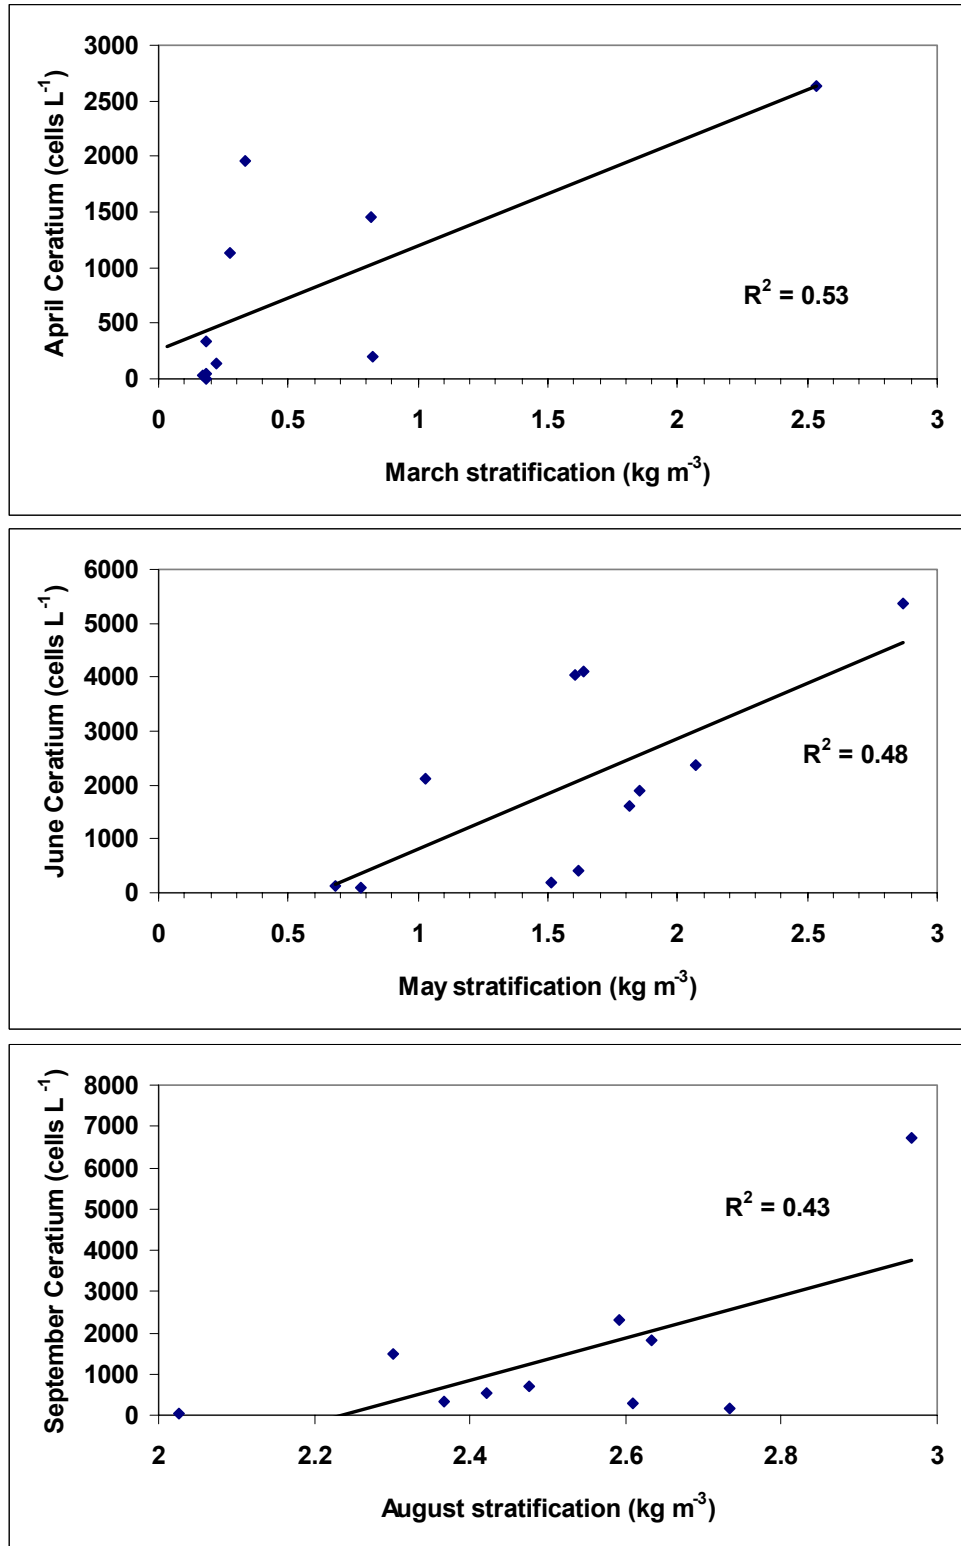 3000
2500
2000
1500
1000
500
0
April Ceratium (cells L⁻¹)
R² = 0.53
0 0.5 1 1.5 2 2.5 3
March stratification (kg m⁻³)
6000
5000
4000
3000
2000
1000
0
June Ceratium (cells L⁻¹)
R² = 0.48
0 0.5 1 1.5 2 2.5 3
May stratification (kg m⁻³)
8000
7000
6000
5000
4000
3000
2000
1000
0
September Ceratium (cells L⁻¹)
R² = 0.43
2 2.2 2.4 2.6 2.8 3
August stratification (kg m⁻³)